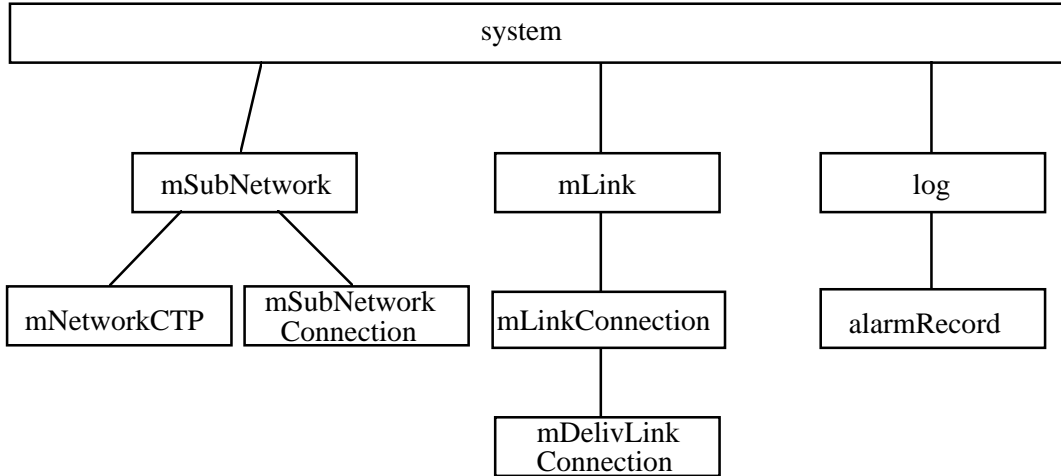 system
mSubNetwork
mLink
log
mNetworkCTP
mSubNetwork
Connection
mLinkConnection
alarmRecord
mDelivLink
Connection